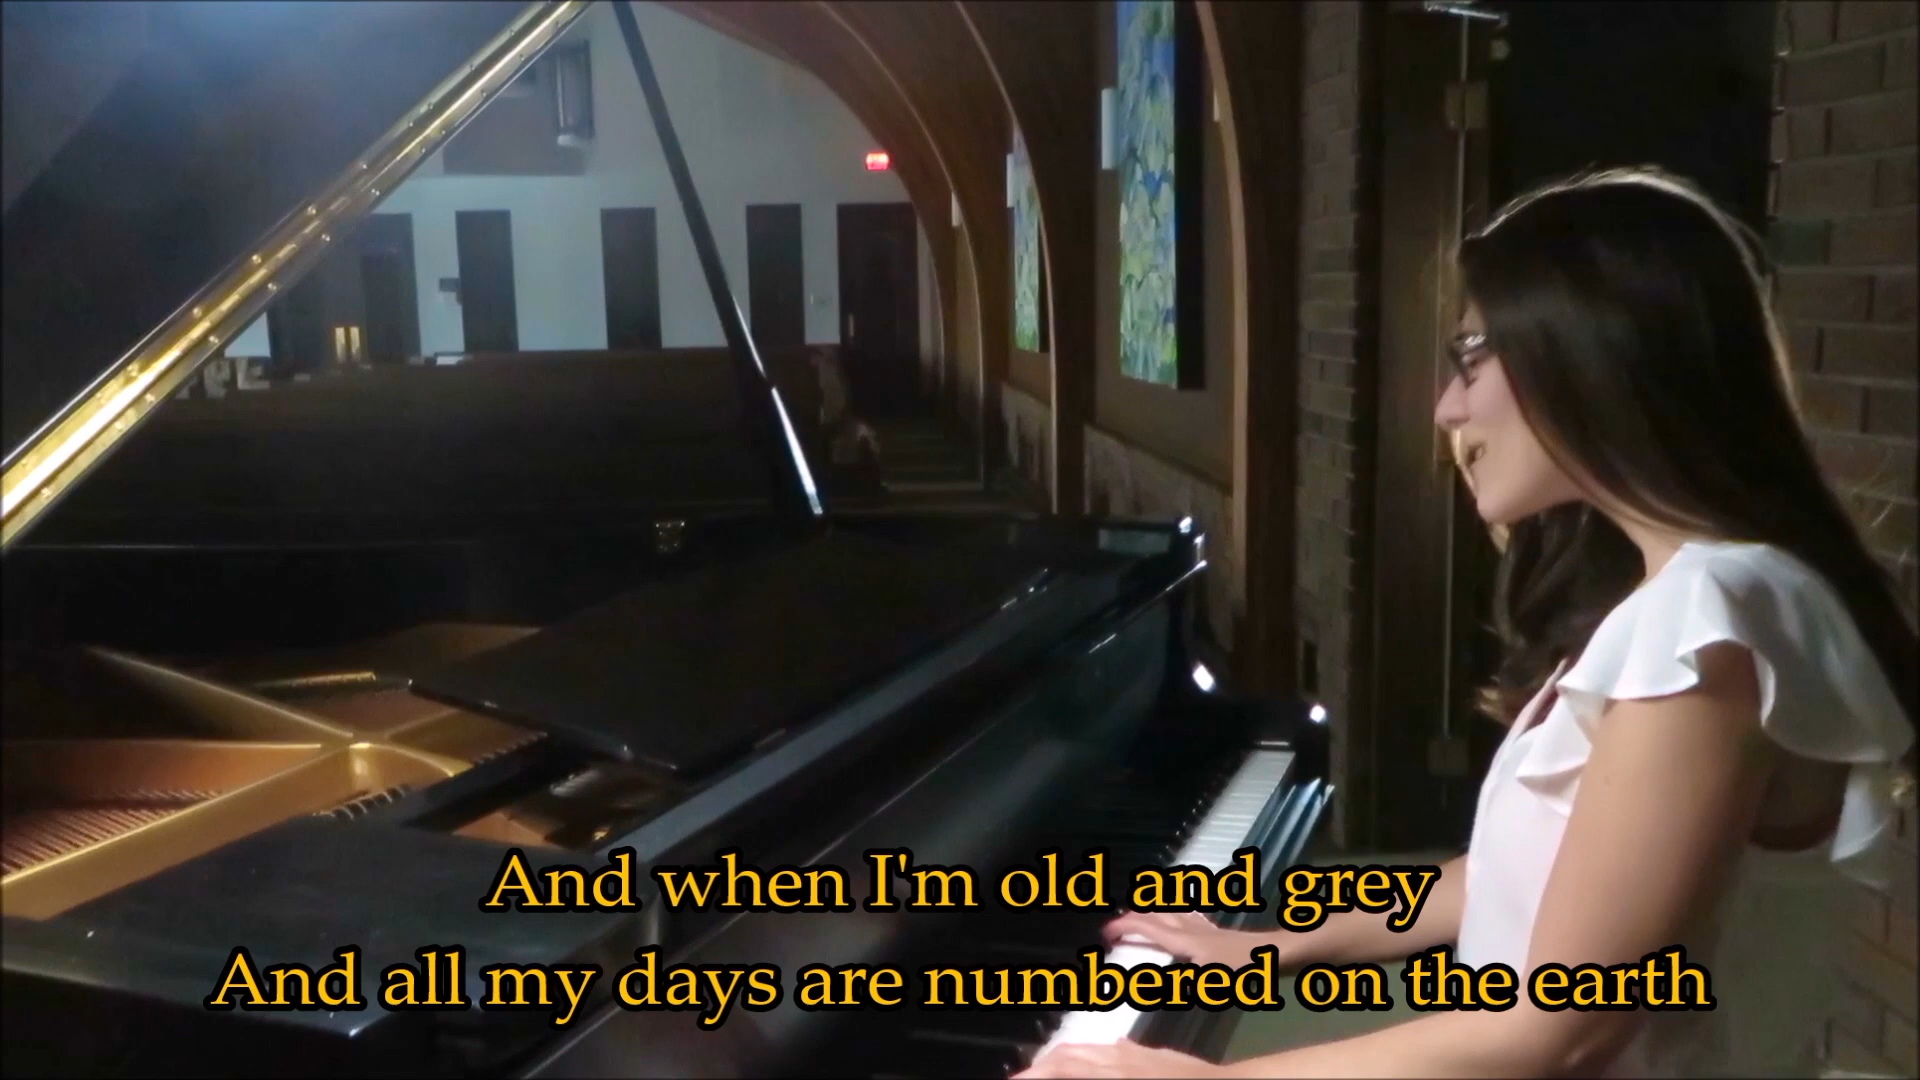 And when I'm old and grey
And all my days are numbered on the earth